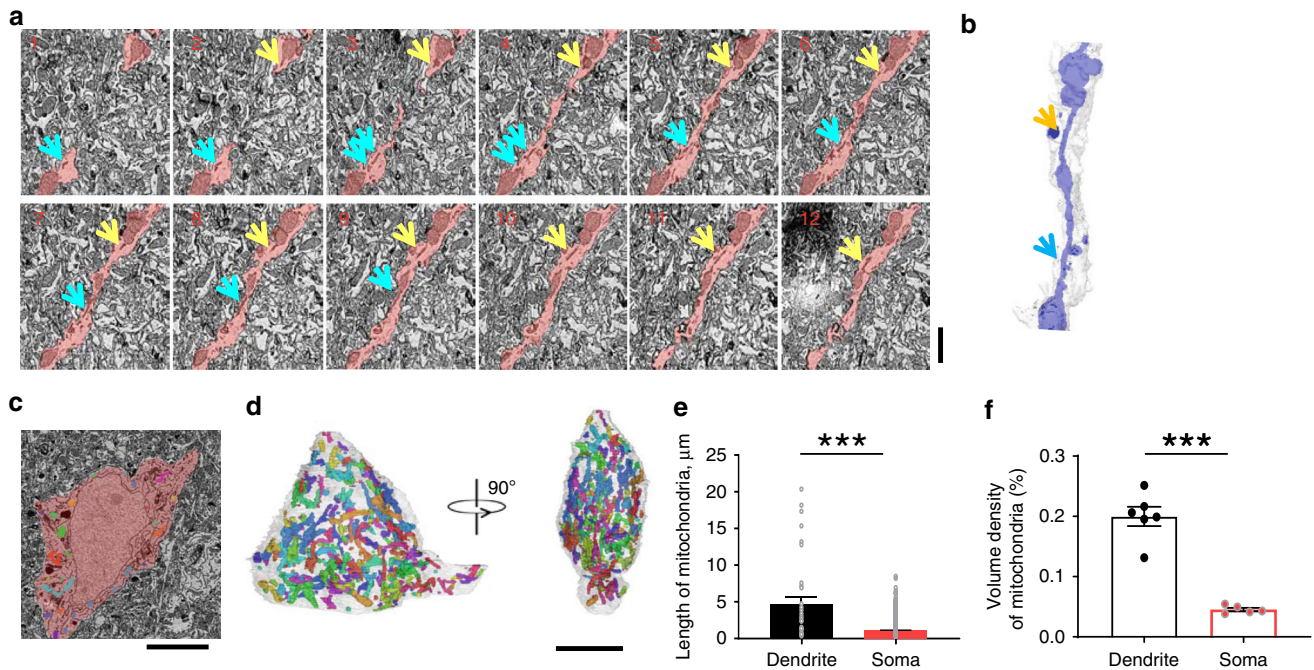 a
1 2 3 4 5 6
7 8 9 10 11 12
b
c
d
90°
e
***
Length of mitochondria, μm
25
20
15
10
5
0
Dendrite Soma
f
***
Volume density
of mitochondria (%)
0.3
0.2
0.1
0.0
Dendrite Soma